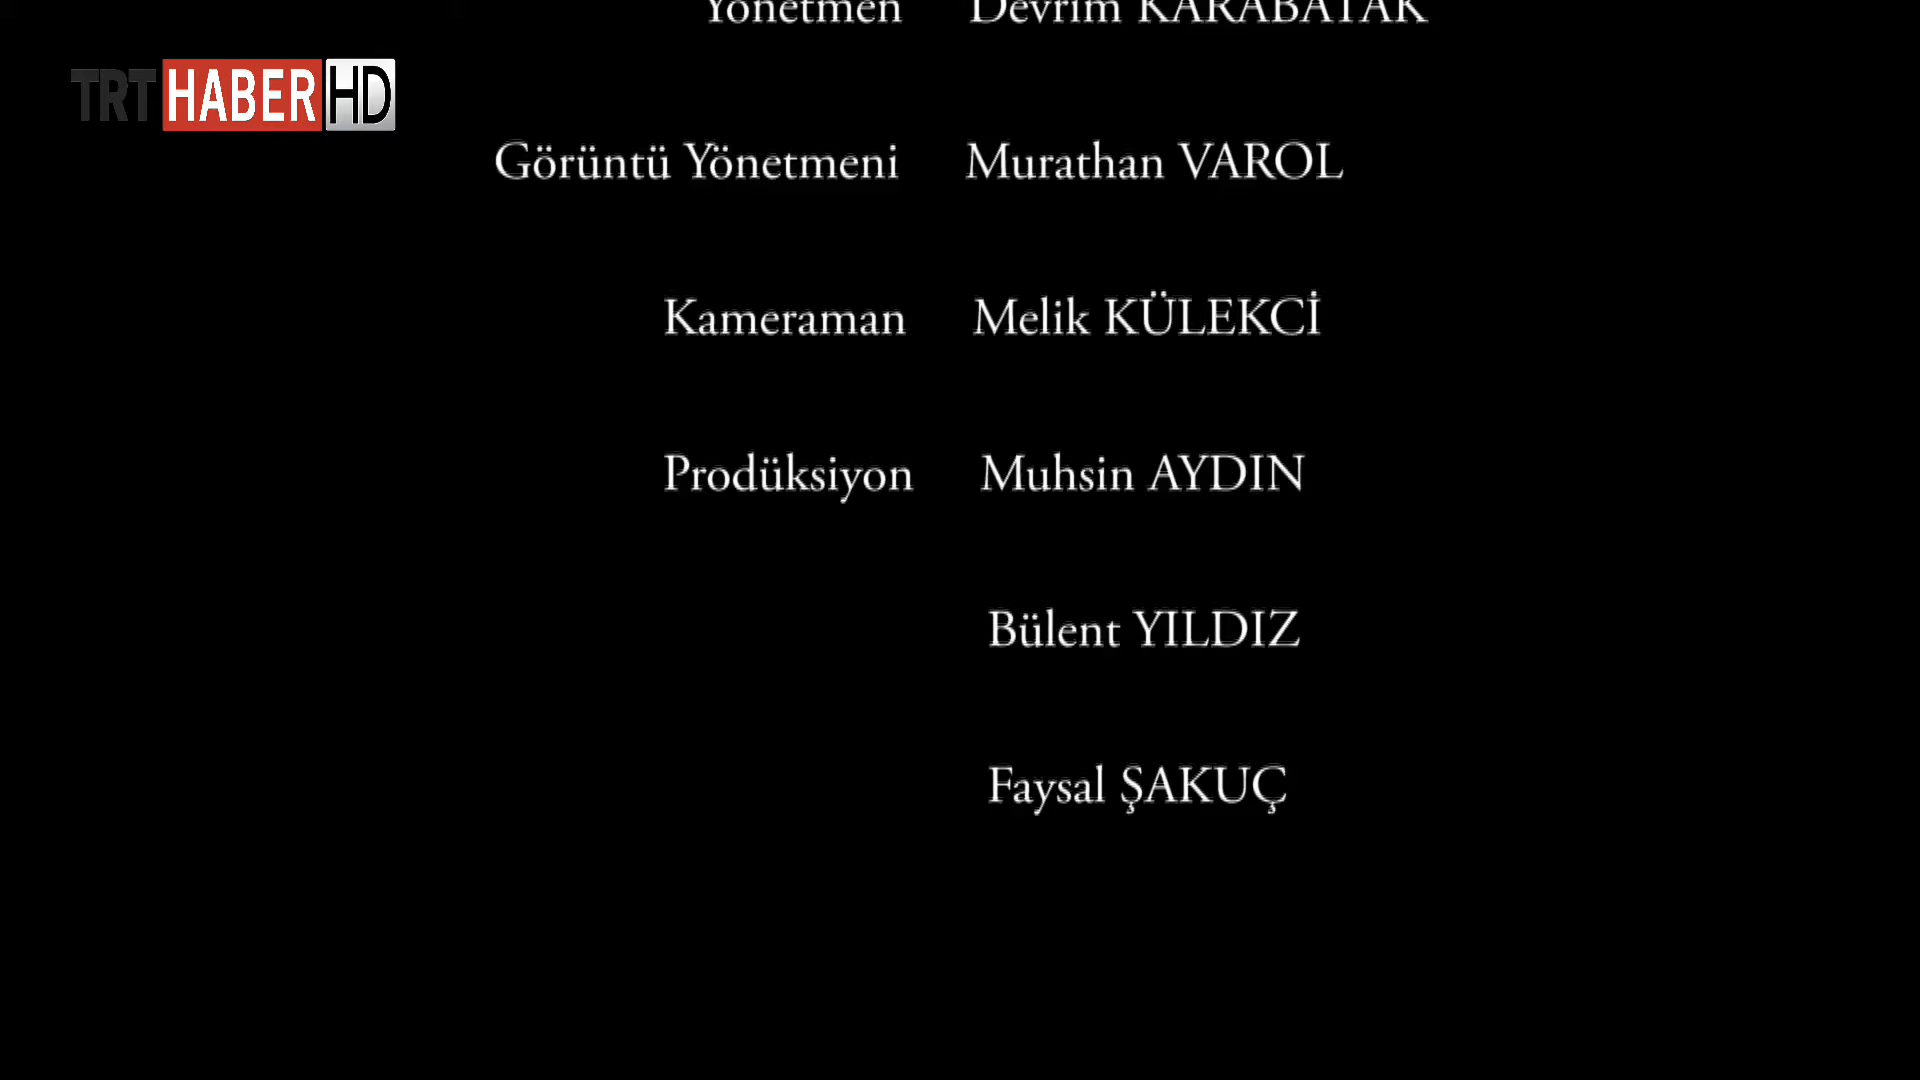 Yönetmen Devrim KARABATAK
TRT HABER HD
Görüntü Yönetmeni Murathan VAROL
Kameraman Melik KÜLEKCİ
Prodüksiyon Muhsin AYDIN
Bülent YILDIZ
Faysal ŞAKUÇ